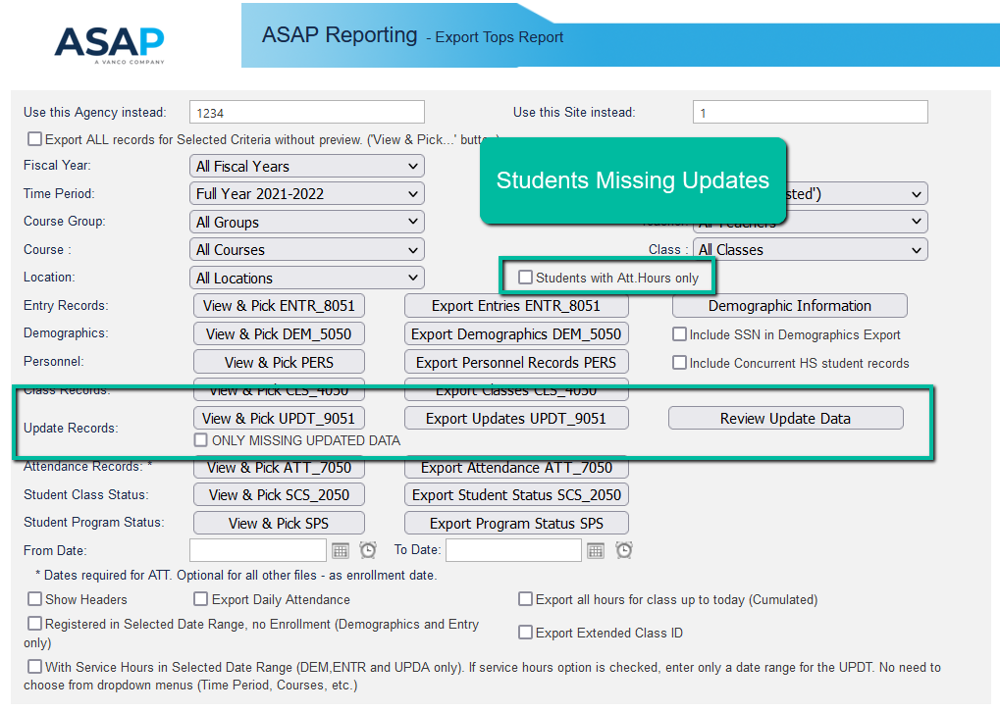 ASAP
A VANCO COMPANY
ASAP Reporting - Export Tops Report
Use this Agency instead: 1234 Use this Site instead: 1
Export ALL records for Selected Criteria without preview. ('View & Pick...' button)
Students Missing Updates
Fiscal Year: All Fiscal Years
Time Period: Full Year 2021-2022 sted')
Course Group: All Groups Teacher: All Teachers
Course : All Courses Class : All Classes
Location: All Locations Students with Att.Hours only
Entry Records: View & Pick ENTR_8051 Export Entries ENTR_8051 Demographic Information
Demographics: View & Pick DEM_5050 Export Demographics DEM_5050 Include SSN in Demographics Export
Personnel: View & Pick PERS Export Personnel Records PERS Include Concurrent HS student records
Class Records: View & Pick CLS_4050 Export Classes CLS_4050
Update Records: View & Pick UPDT_9051 Export Updates UPDT_9051 Review Update Data
ONLY MISSING UPDATED DATA
Attendance Records: * View & Pick ATT_7050 Export Attendance ATT_7050
Student Class Status: View & Pick SCS_2050 Export Student Status SCS_2050
Student Program Status: View & Pick SPS Export Program Status SPS
From Date: To Date:
* Dates required for ATT. Optional for all other files - as enrollment date.
Show Headers Export Daily Attendance Export all hours for class up to today (Cumulated)
Registered in Selected Date Range, no Enrollment (Demographics and Entry
only) Export Extended Class ID
With Service Hours in Selected Date Range (DEM,ENTR and UPDA only). If service hours option is checked, enter only a date range for the UPDT. No need to
choose from dropdown menus (Time Period, Courses, etc.)